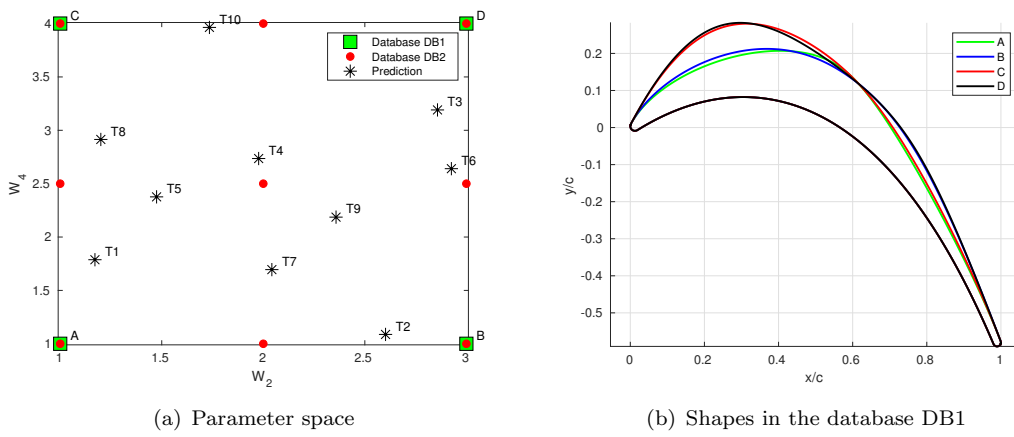 C
D
T10
Database DB1
Database DB2
Prediction
4
3.5
3
2.5
2
1.5
1
W4
T3
T8
T4
T6
T5
T9
T1
T7
T2
A
B
1
1.5
2
2.5
3
W2
(a) Parameter space
A
B
C
D
0.2
0.1
0
-0.1
-0.2
-0.3
-0.4
-0.5
y/c
0
0.2
0.4
0.6
0.8
1
x/c
(b) Shapes in the database DB1